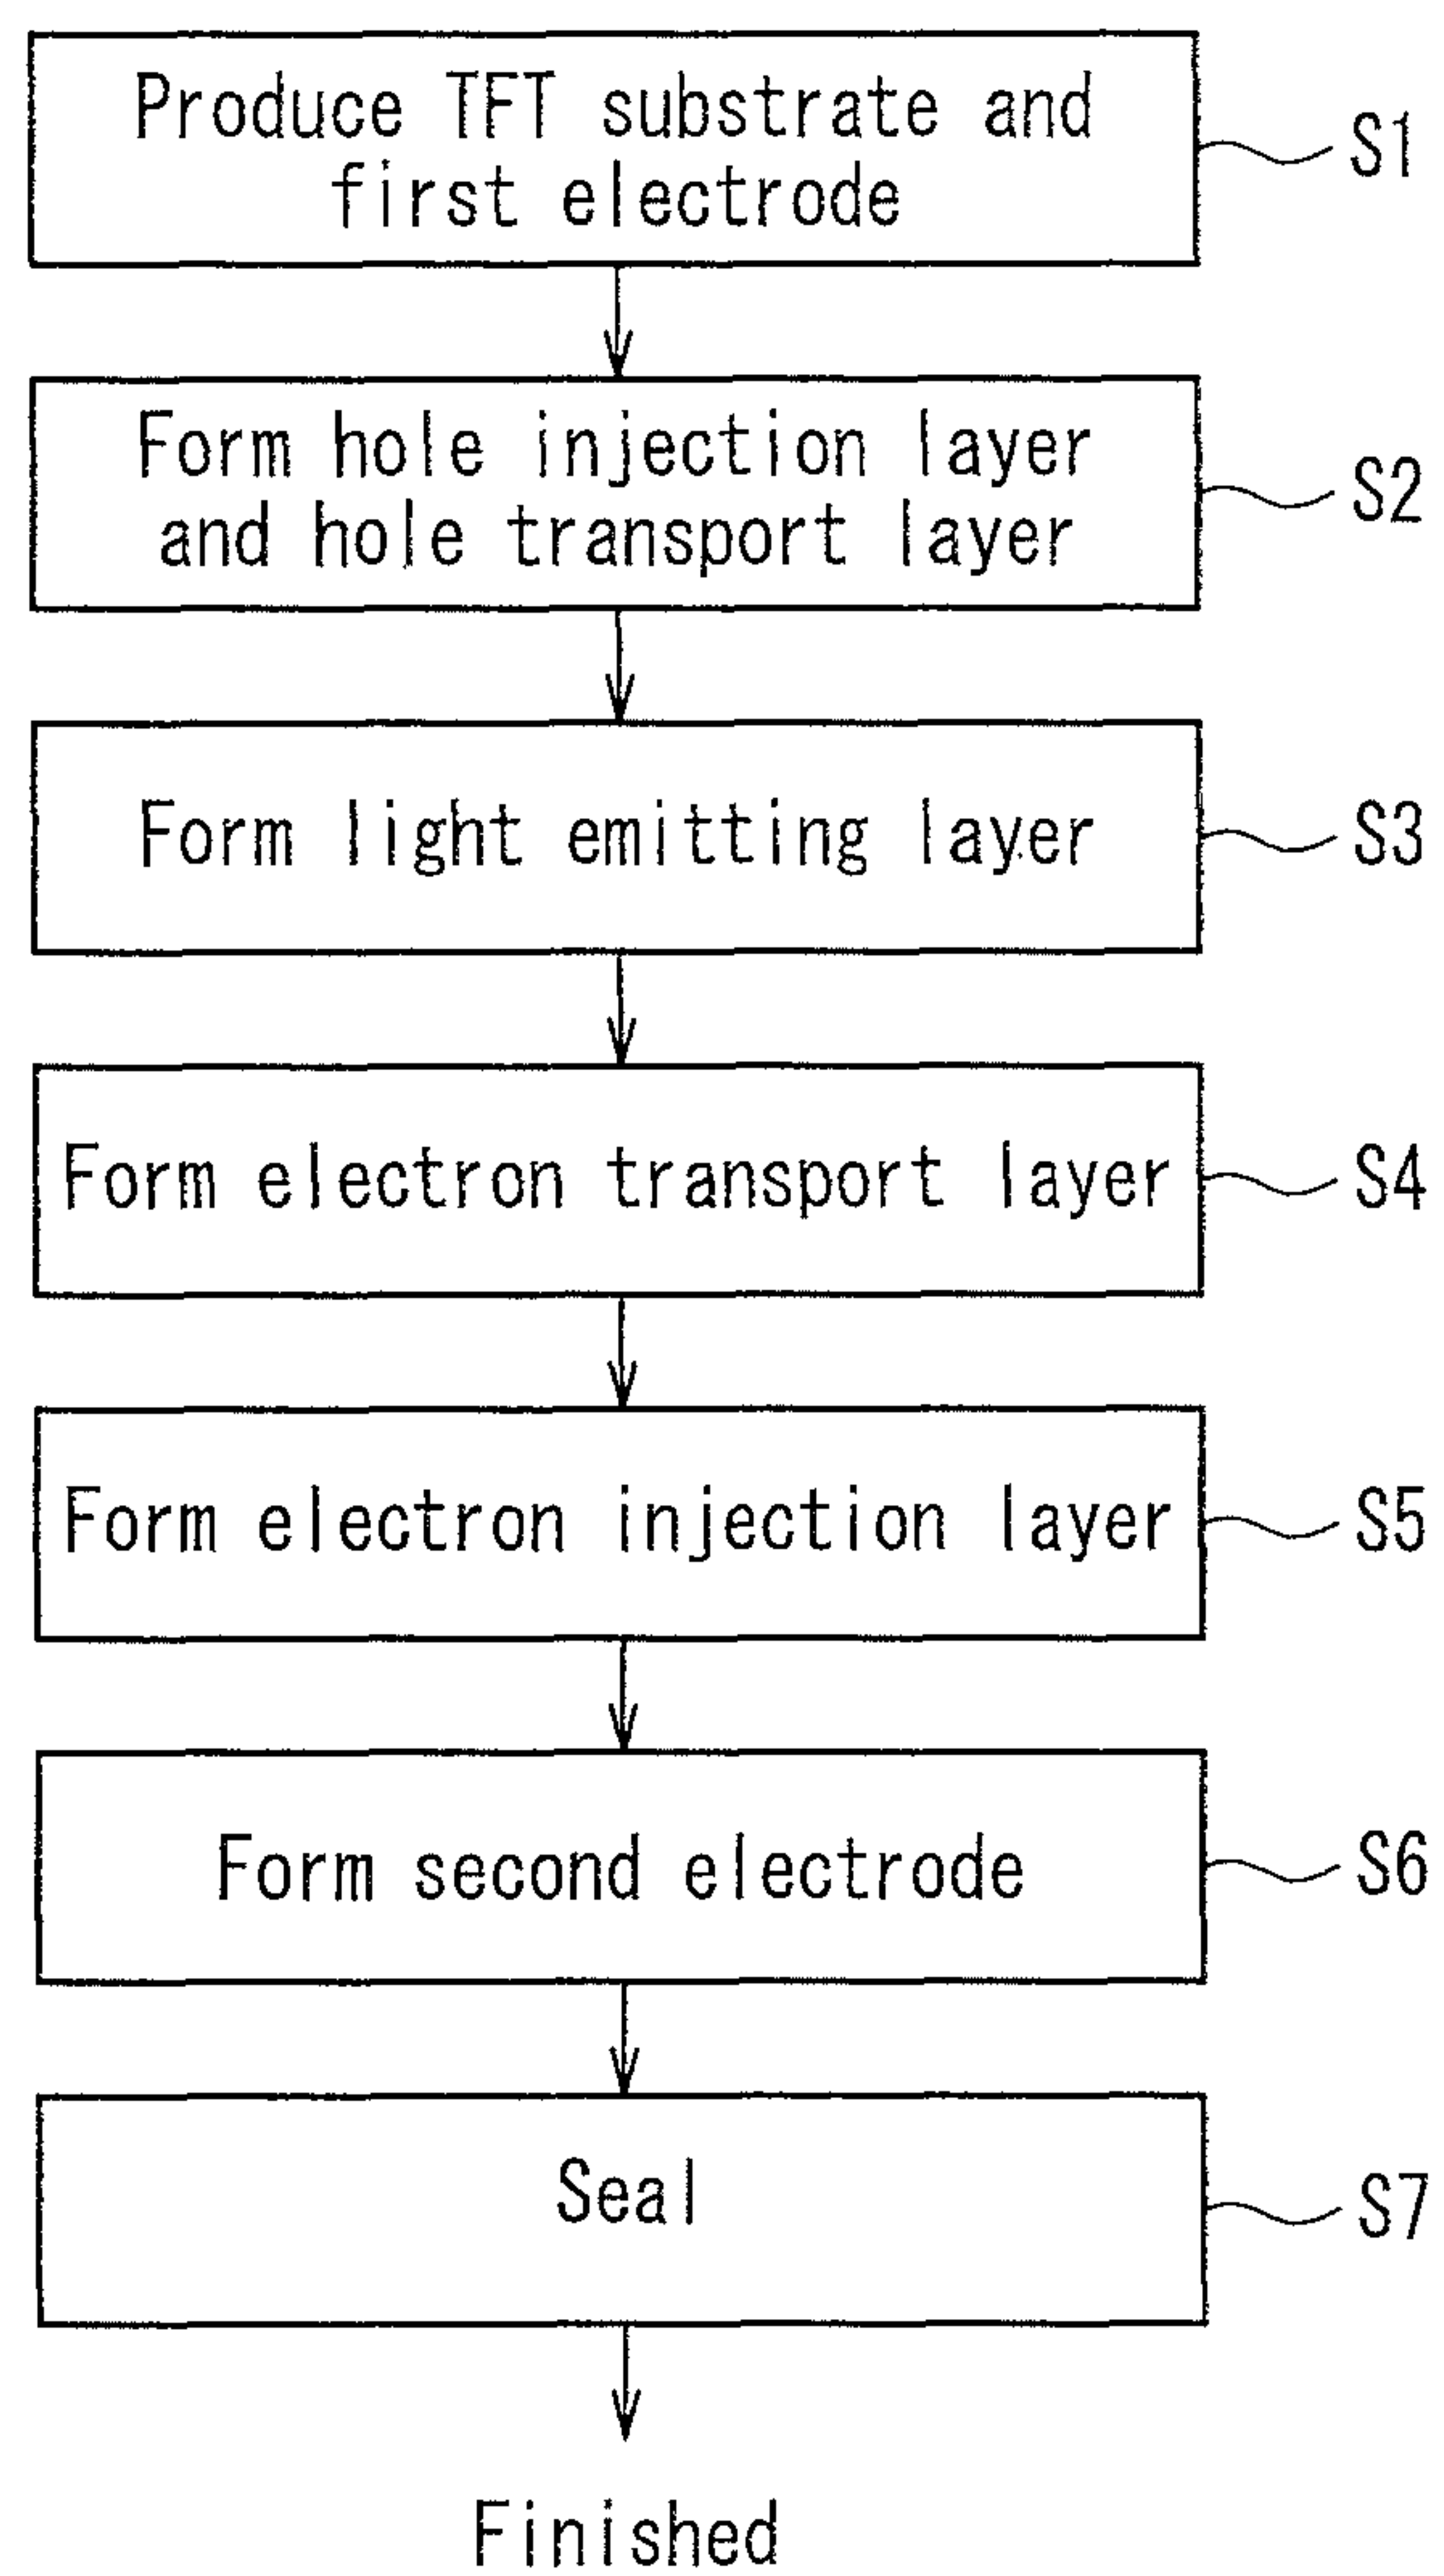 Produce TFT substrate and
first electrode
S1
Form hole injection layer
and hole transport layer
S2
Form light emitting layer
S3
Form electron transport layer
S4
Form electron injection layer
S5
Form second electrode
S6
Seal
S7
Finished